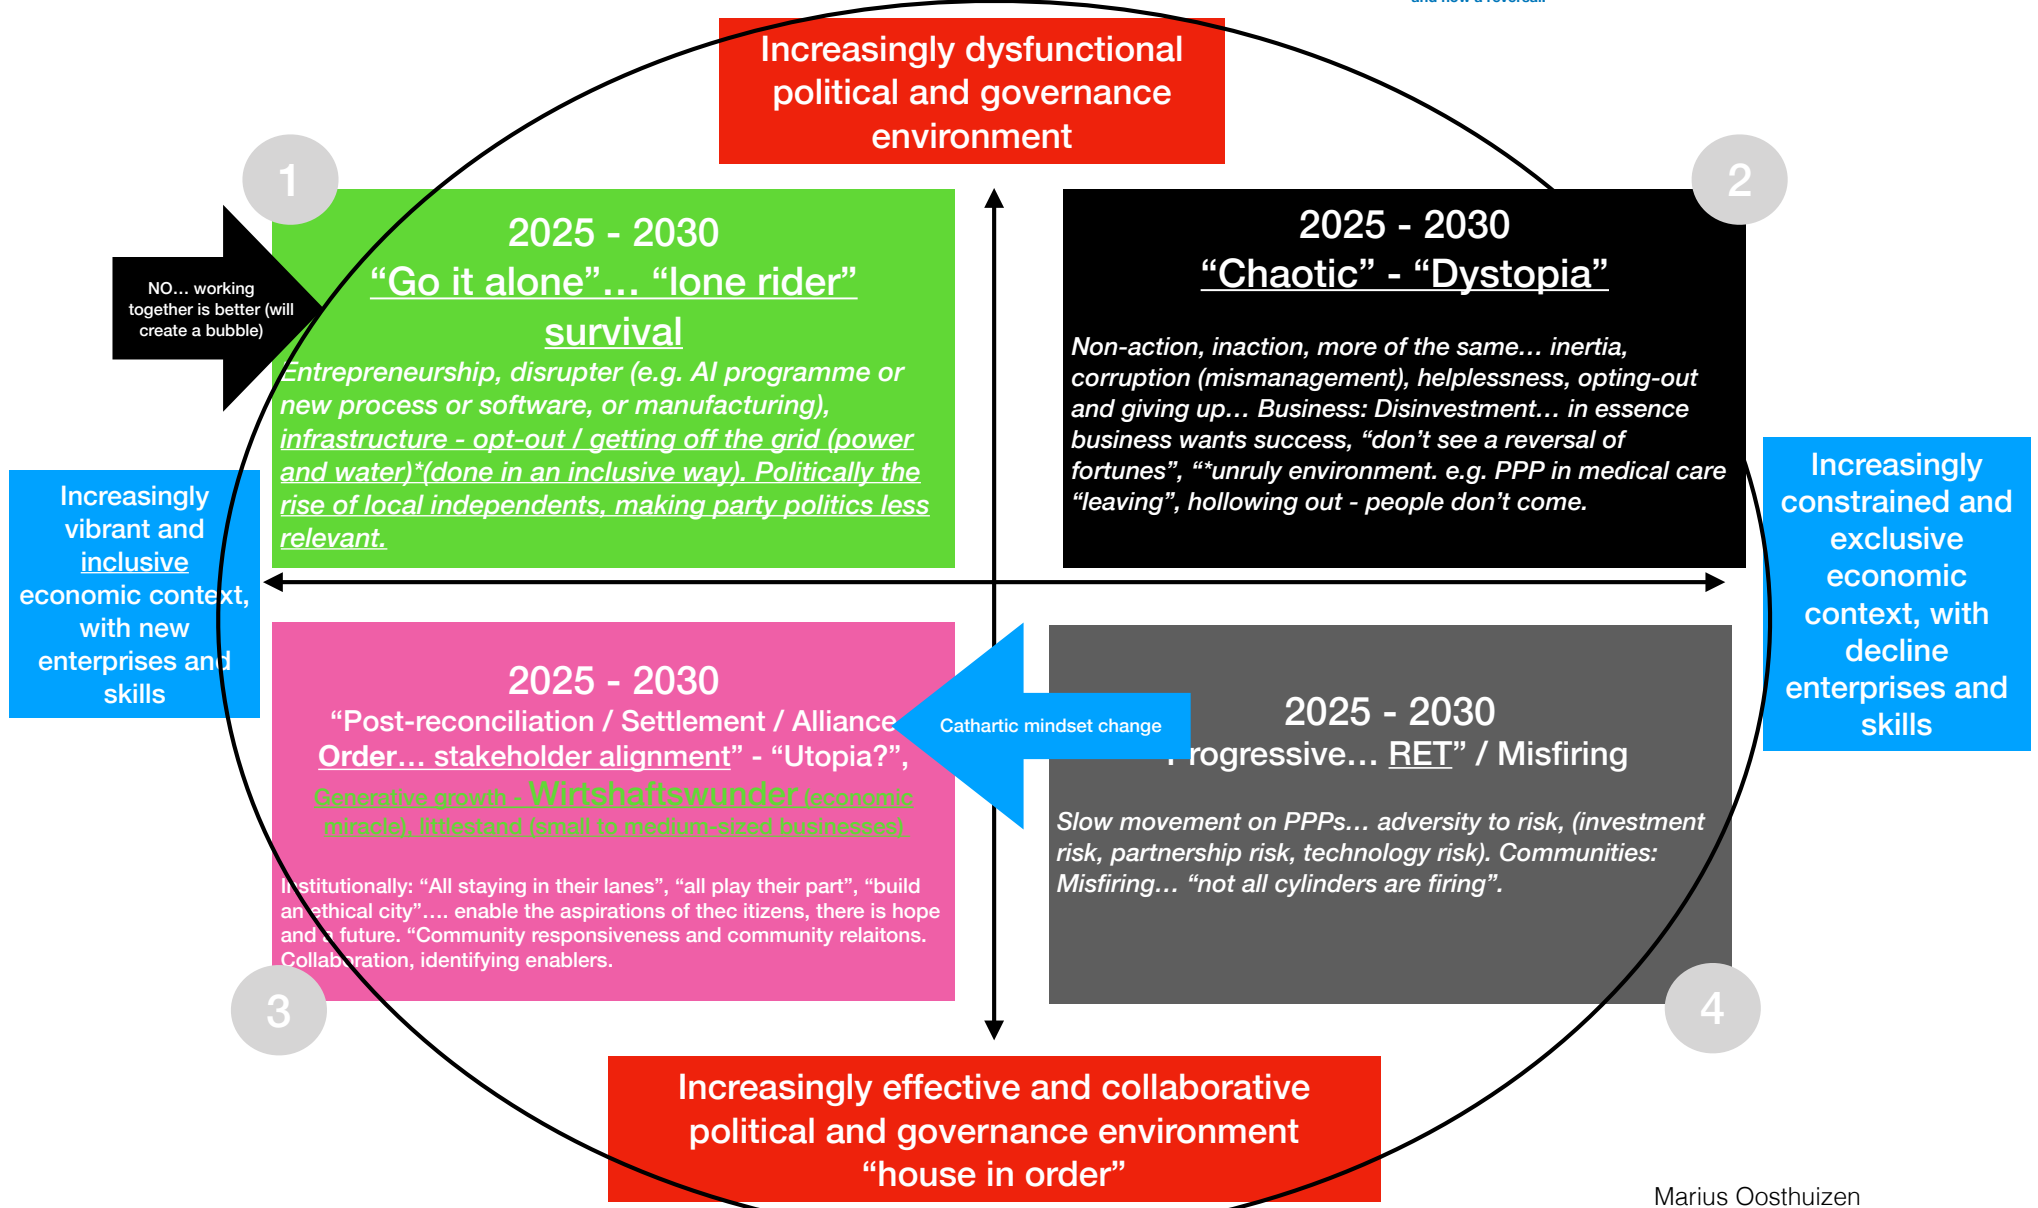 and now a reversal.
Increasingly dysfunctional
political and governance
environment
1
2
NO… working
together is better (will
create a bubble)
2025 - 2030
“Go it alone”… “lone rider”
survival
Entrepreneurship, disrupter (e.g. AI programme or
new process or software, or manufacturing),
infrastructure - opt-out / getting off the grid (power
and water)*(done in an inclusive way). Politically the
rise of local independents, making party politics less
relevant.
2025 - 2030
“Chaotic” - “Dystopia”
Non-action, inaction, more of the same… inertia,
corruption (mismanagement), helplessness, opting-out
and giving up… Business: Disinvestment… in essence
business wants success, “don’t see a reversal of
fortunes”, “*unruly environment. e.g. PPP in medical care
“leaving”, hollowing out - people don’t come.
Increasingly
vibrant and
inclusive
economic context,
with new
enterprises and
skills
Increasingly
constrained and
exclusive
economic
context, with
decline
enterprises and
skills
2025 - 2030
“Post-reconciliation / Settlement / Alliance
Order… stakeholder alignment” - “Utopia?”,
Generative growth - Wirtshaftswunder (economic
miracle), littlestand (small to medium-sized businesses)
Institutionally: “All staying in their lanes”, “all play their part”, “build
an ethical city”…. enable the aspirations of thec itizens, there is hope
and a future. “Community responsiveness and community relaitons.
Collaboration, identifying enablers.
Cathartic mindset change
2025 - 2030
rogressive… RET” / Misfiring
Slow movement on PPPs… adversity to risk, (investment
risk, partnership risk, technology risk). Communities:
Misfiring… “not all cylinders are firing”.
3
4
Increasingly effective and collaborative
political and governance environment
“house in order”
Marius Oosthuizen